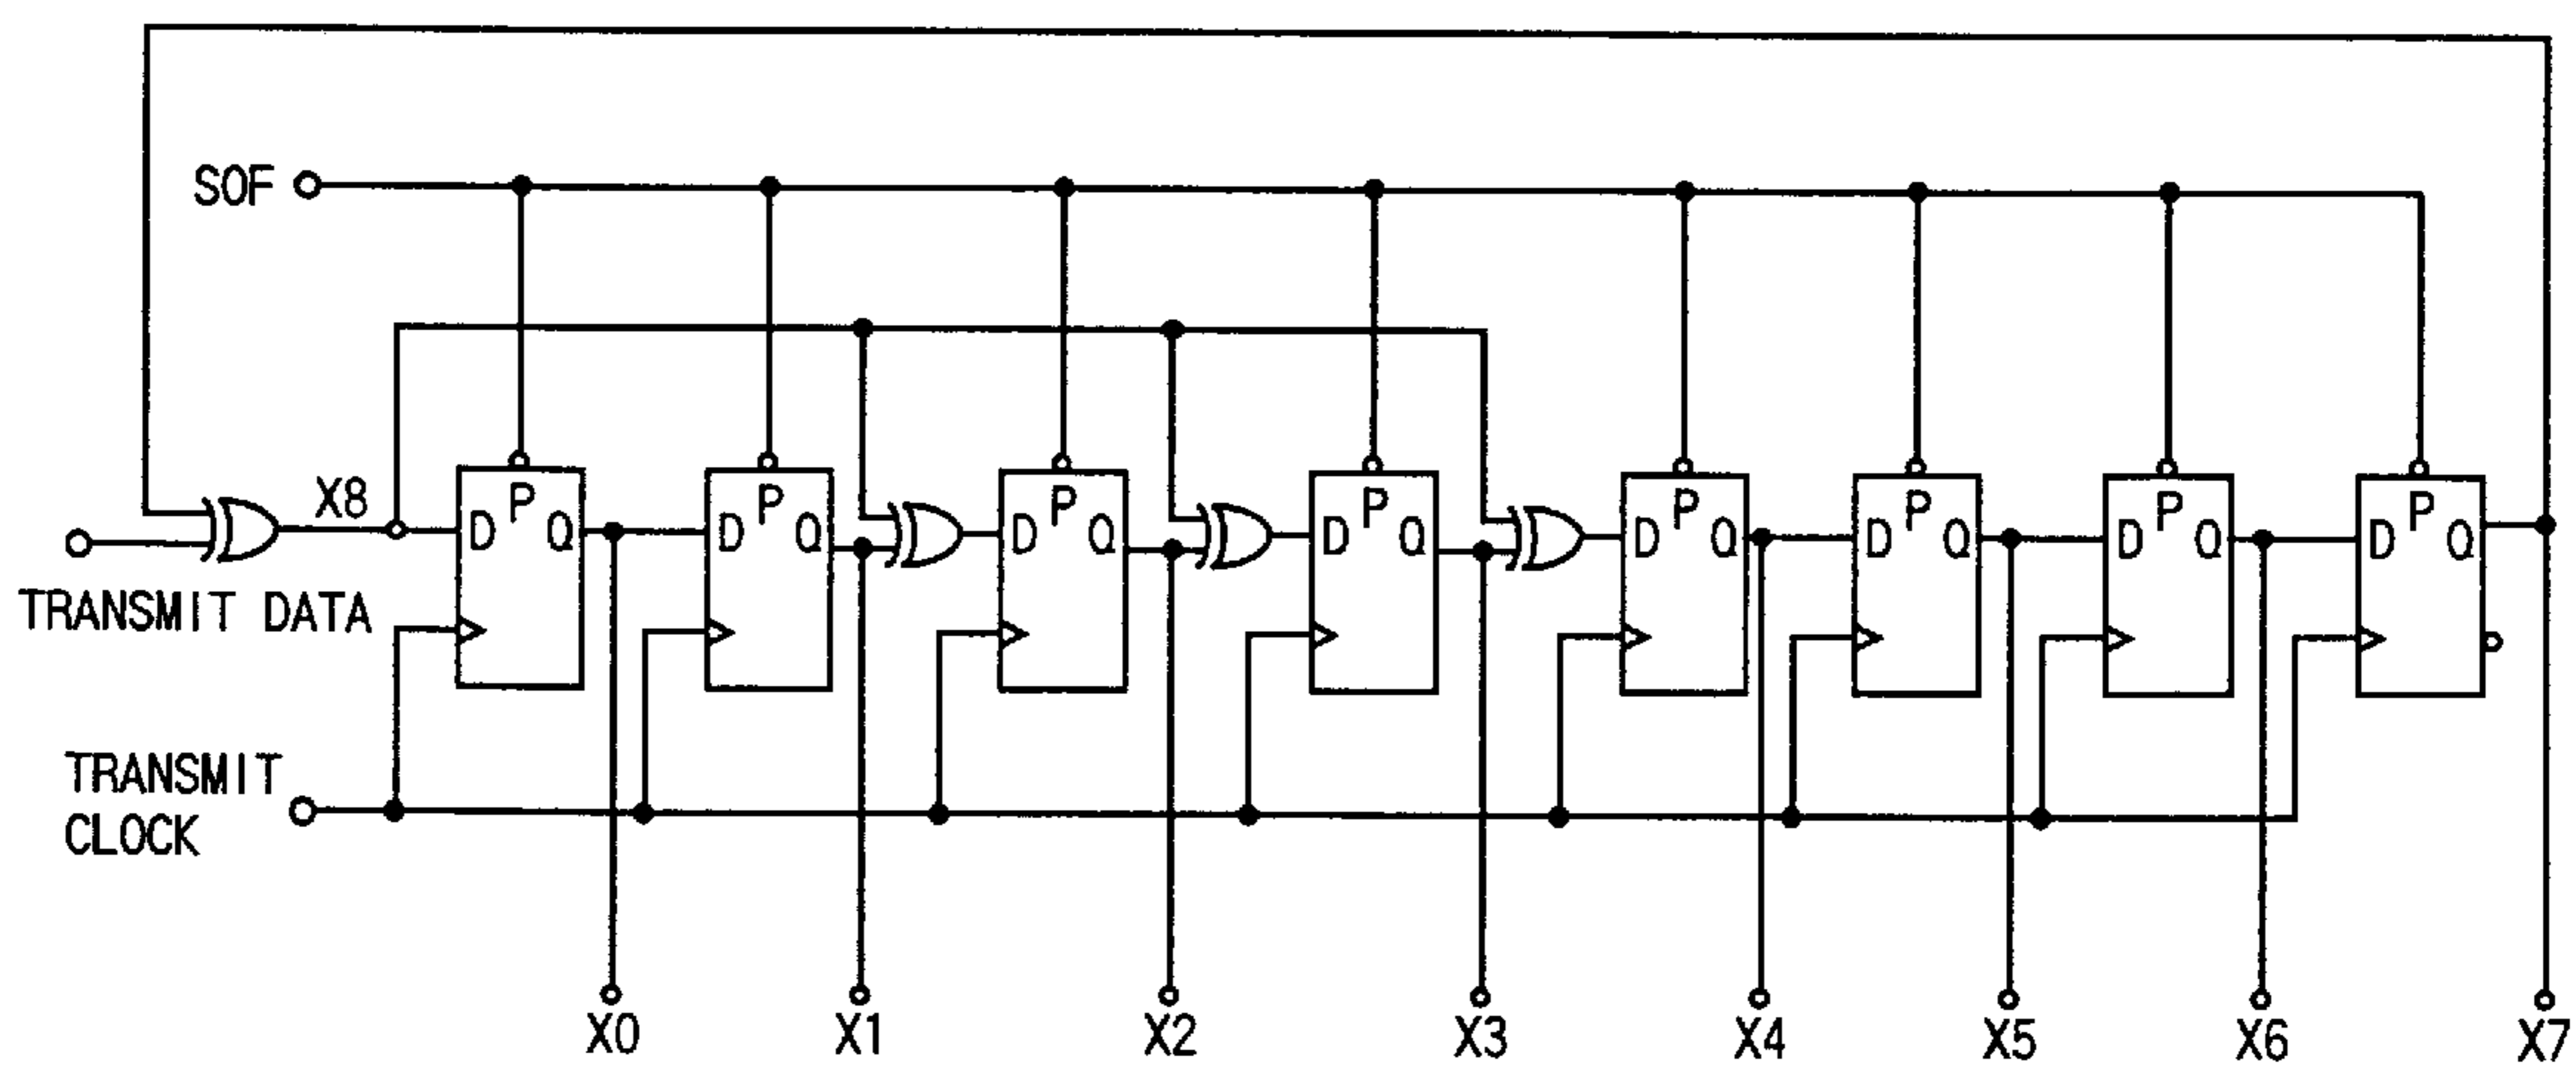 SOF
P P P P P P P P
X8
D Q D Q D Q D Q D Q D Q D Q D Q
TRANSMIT DATA
TRANSMIT
CLOCK
X0 X1 X2 X3 X4 X5 X6 X7